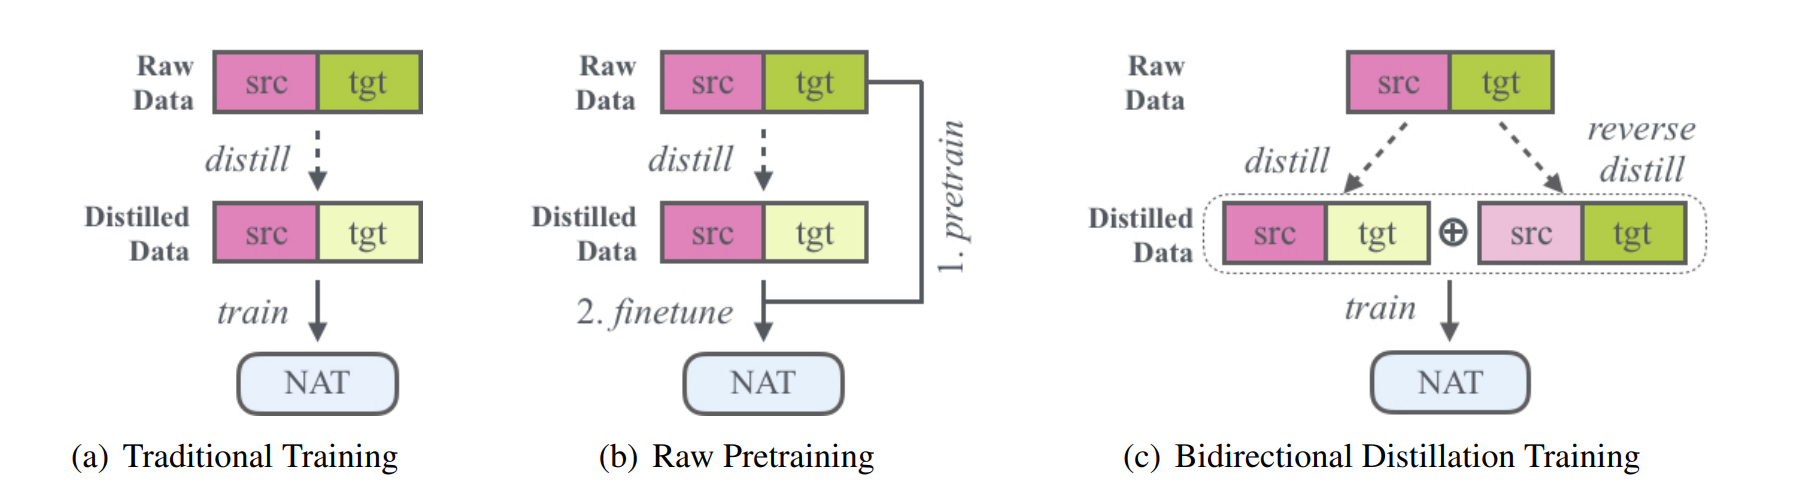 Raw
Data
src
tgt
distill
Distilled
Data
src
tgt
train
NAT
(a) Traditional Training
Raw
Data
src
tgt
distill
1. pretrain
Distilled
Data
src
tgt
2. finetune
NAT
(b) Raw Pretraining
Raw
Data
src
tgt
distill
reverse
distill
Distilled
Data
src
tgt
⊕
src
tgt
train
NAT
(c) Bidirectional Distillation Training